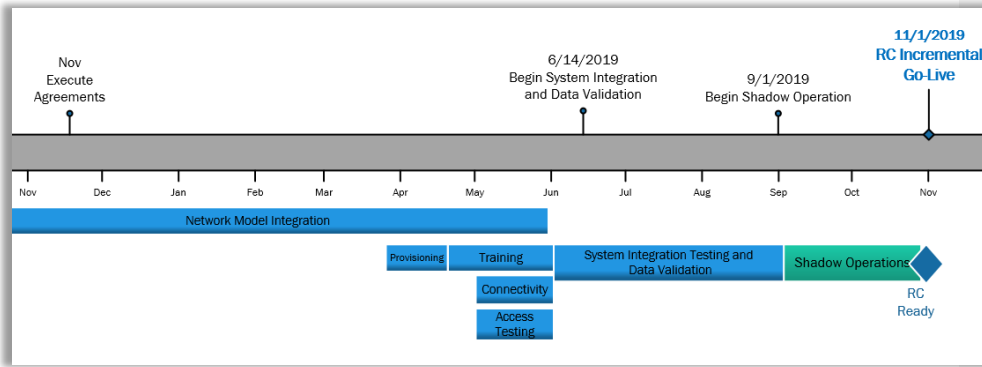 11/1/2019
RC Incremental
Go-Live
Nov
Execute
Agreements
6/14/2019
Begin System Integration
and Data Validation
9/1/2019
Begin Shadow Operation
Nov
Dec
Jan
Feb
Mar
Apr
May
Jun
Jul
Aug
Sep
Oct
Nov
Network Model Integration
Provisioning
Training
System Integration Testing and
Data Validation
Shadow Operations
Connectivity
Access
Testing
RC
Ready